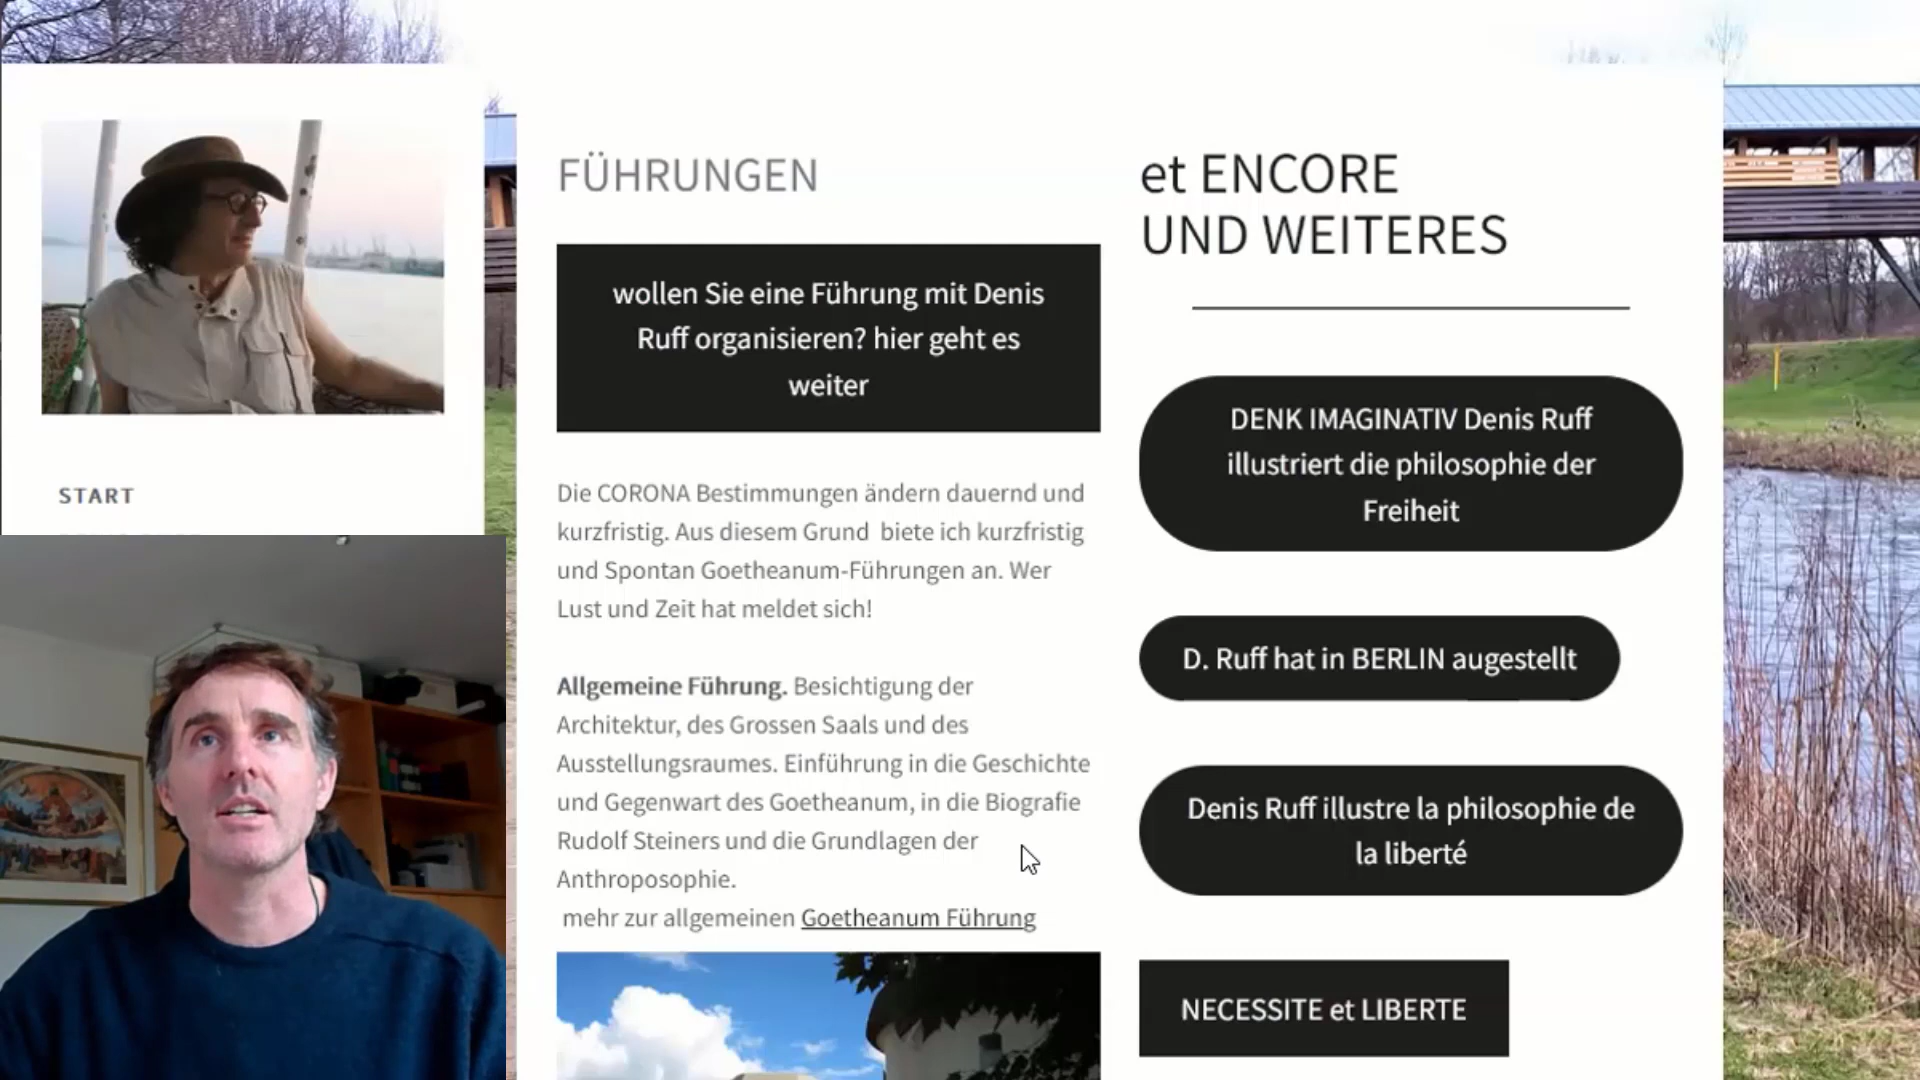 START
FÜHRUNGEN
wollen Sie eine Führung mit Denis
Ruff organisieren? hier geht es
weiter
Die CORONA Bestimmungen ändern dauernd und
kurzfristig. Aus diesem Grund  biete ich kurzfristig
und Spontan Goetheanum-Führungen an. Wer
Lust und Zeit hat meldet sich!
Allgemeine Führung. Besichtigung der
Architektur, des Grossen Saals und des
Ausstellungsraumes. Einführung in die Geschichte
und Gegenwart des Goetheanum, in die Biografie
Rudolf Steiners und die Grundlagen der
Anthroposophie.
mehr zur allgemeinen Goetheanum Führung
et ENCORE
UND WEITERES
DENK IMAGINATIV Denis Ruff
illustriert die philosophie der
Freiheit
D. Ruff hat in BERLIN augestellt
Denis Ruff illustre la philosophie de
la liberté
NECESSITE et LIBERTE